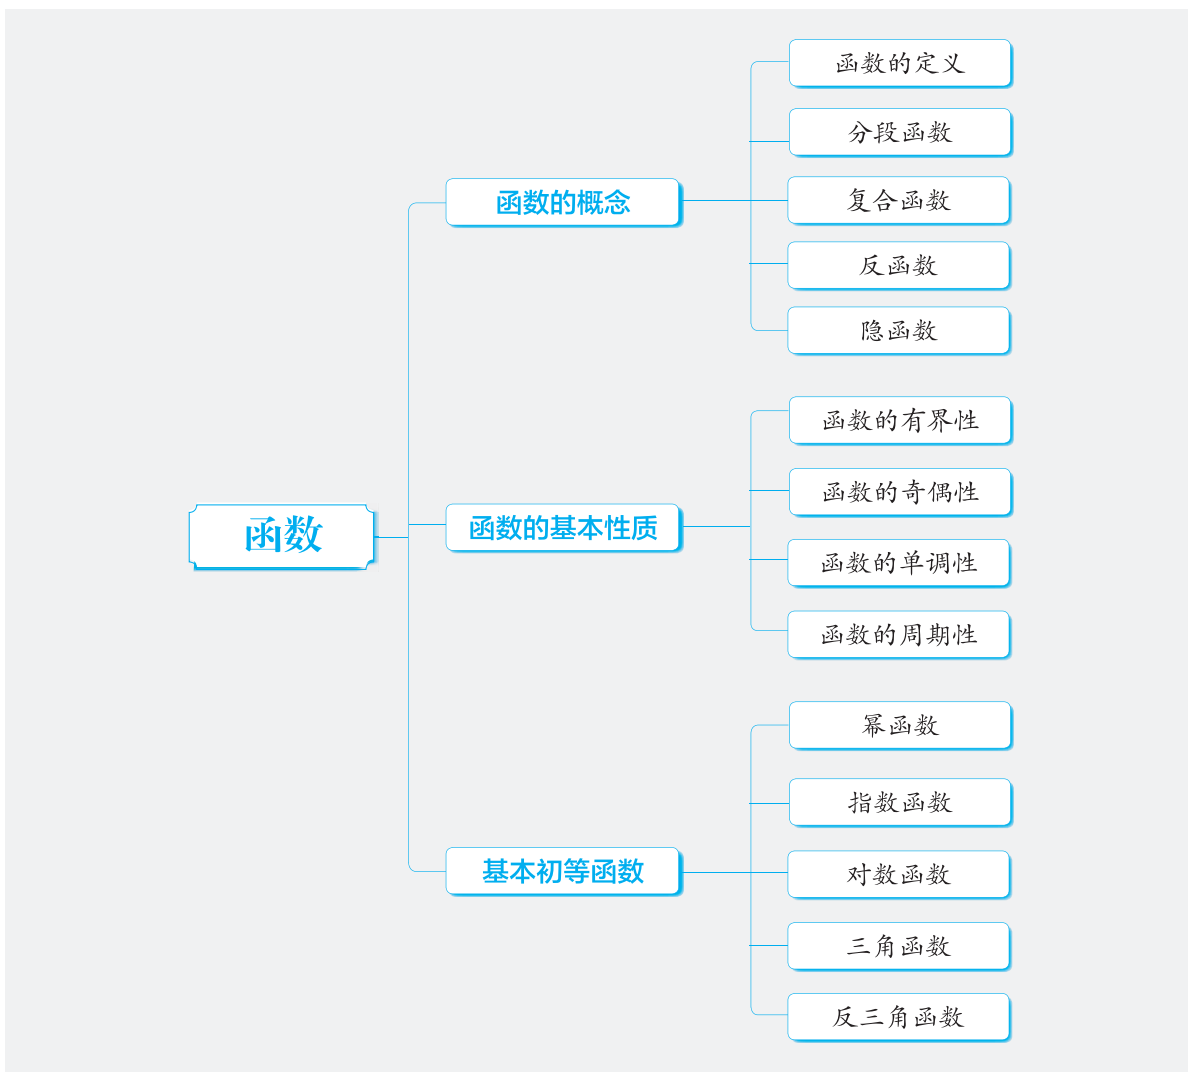 函数
函数的概念
函数的定义
分段函数
复合函数
反函数
隐函数
函数的基本性质
函数的有界性
函数的奇偶性
函数的单调性
函数的周期性
基本初等函数
幂函数
指数函数
对数函数
三角函数
反三角函数